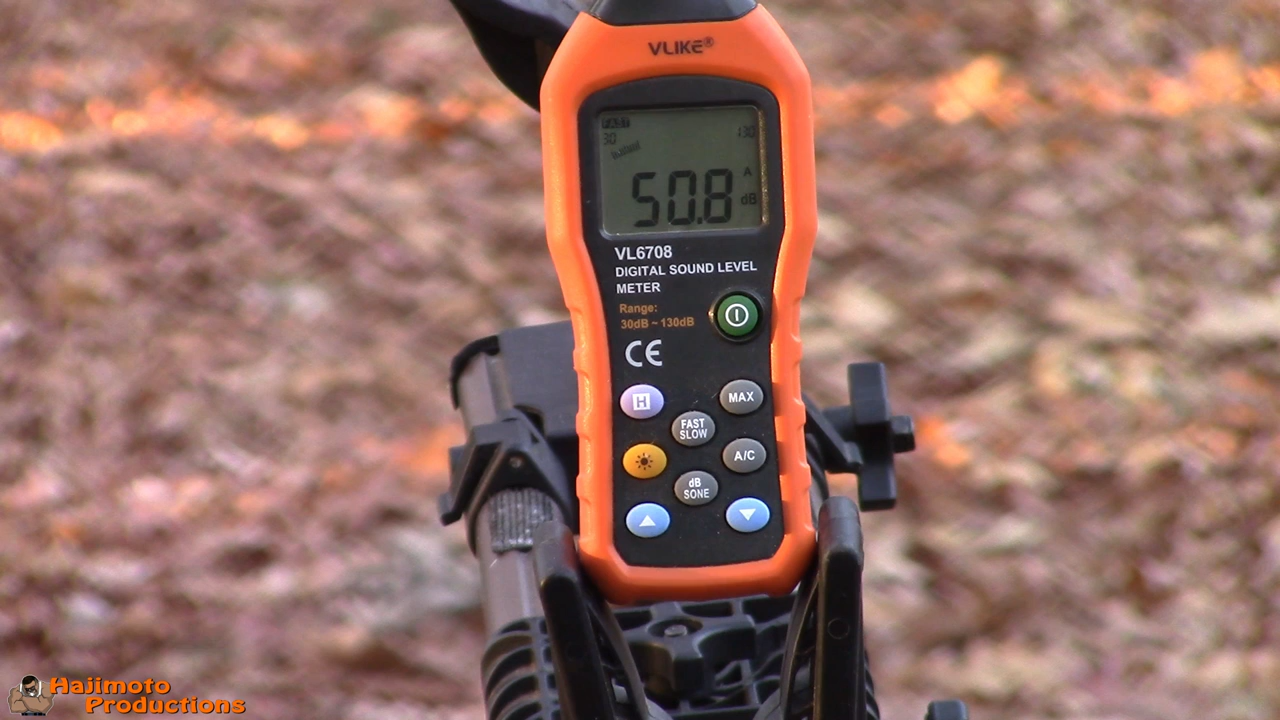 VLIKE®
FAST
30 130
50.8 A dB
VL6708
DIGITAL SOUND LEVEL
METER
Range:
30dB ~ 130dB
CE
H
MAX
FAST
SLOW
A/C
dB
SONE
Hajimoto
Productions